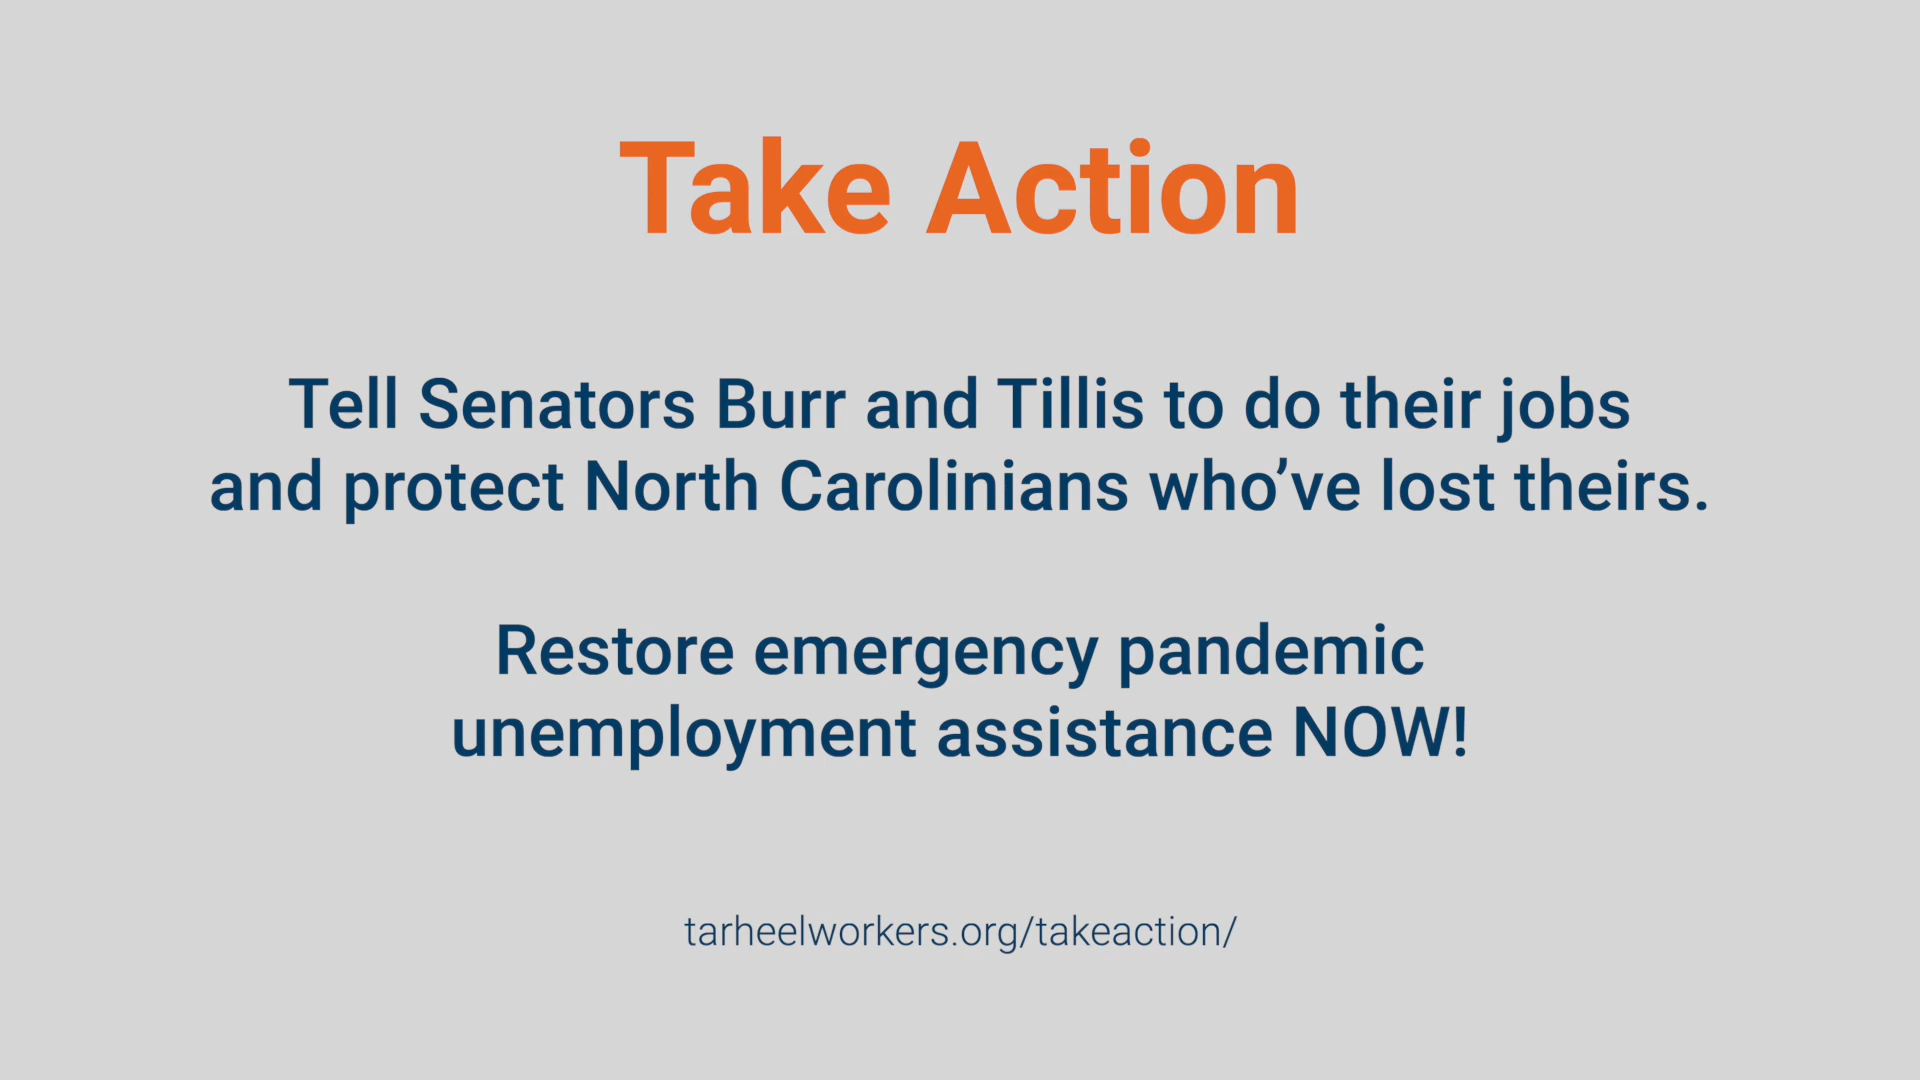 Take Action
Tell Senators Burr and Tillis to do their jobs
and protect North Carolinians who’ve lost theirs.
Restore emergency pandemic
unemployment assistance NOW!
tarheelworkers.org/takeaction/